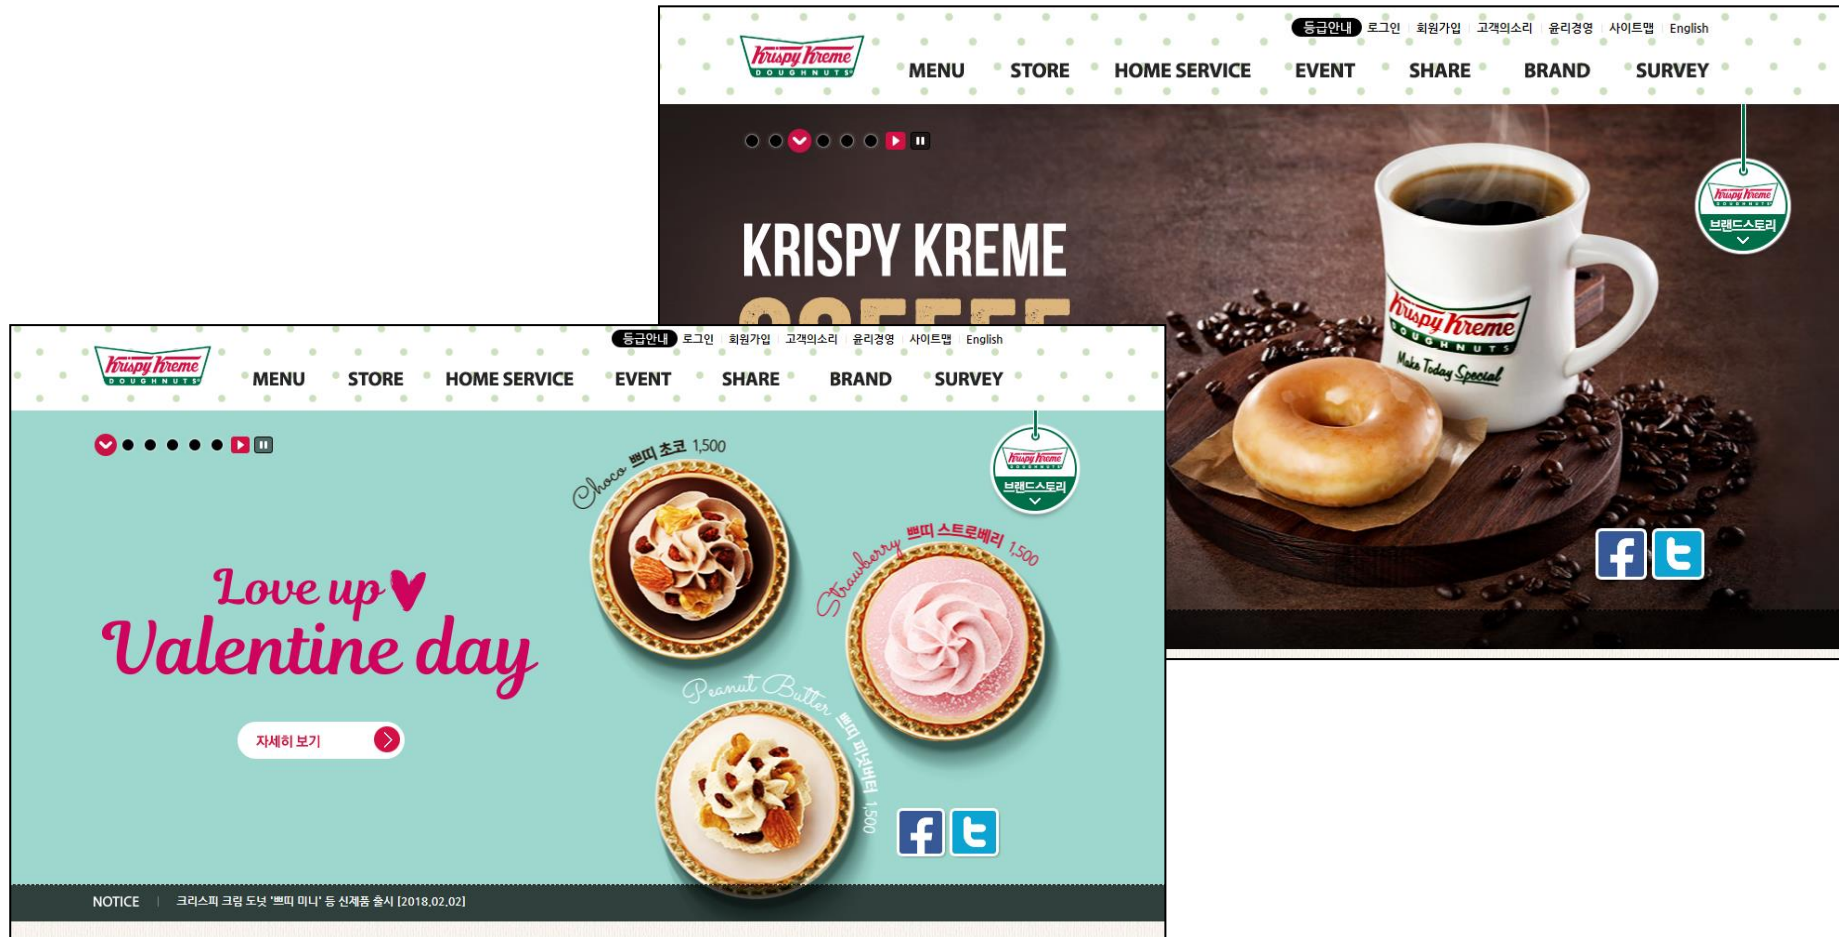 등급안내 로그인 회원가입 고객의소리 윤리경영 사이트맵 English
Krispy Kreme
DOUGHNUTS
MENU STORE HOME SERVICE EVENT SHARE BRAND SURVEY
Krispy Kreme
DOUGHNUTS
브랜드스토리
KRISPY KREME
COFFEE
Krispy Kreme
DOUGHNUTS
Make Today Special
등급안내 로그인 회원가입 고객의소리 윤리경영 사이트맵 English
Krispy Kreme
DOUGHNUTS
MENU STORE HOME SERVICE EVENT SHARE BRAND SURVEY
Krispy Kreme
DOUGHNUTS
브랜드스토리
Choco 쁘띠 초코 1,500
Strawberry 쁘띠 스트로베리 1,500
Love up
Valentine day
Peanut Butter 쁘띠 피넛버터 1,500
자세히 보기
NOTICE 크리스피 크림 도넛 '쁘띠 미니' 등 신제품 출시 [2018.02.02]